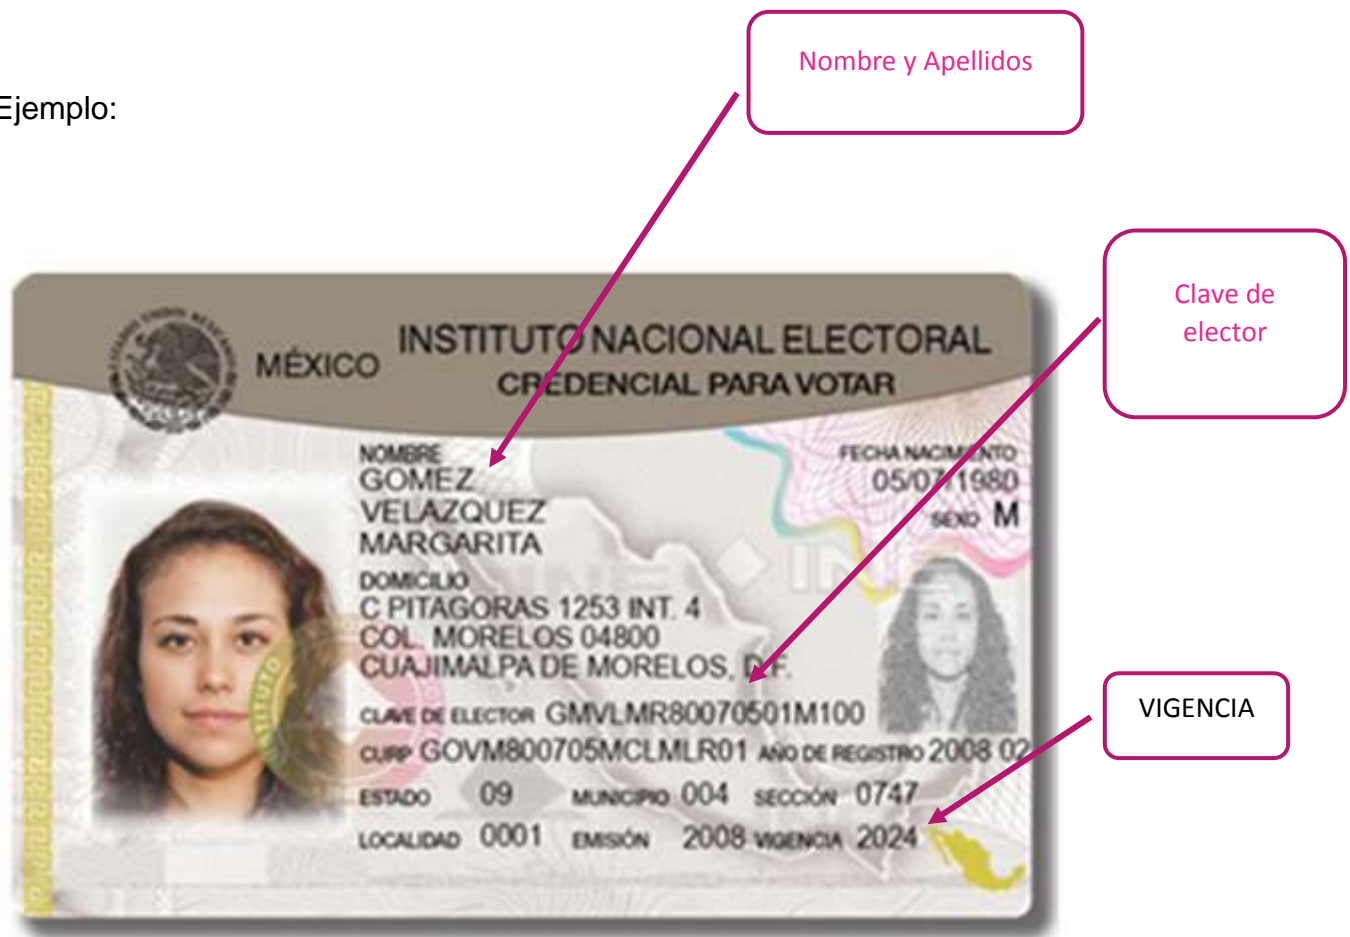 Nombre y Apellidos
Ejemplo:
Clave de
elector
MÉXICO
INSTITUTO NACIONAL ELECTORAL
CREDENCIAL PARA VOTAR
NOMBRE
GOMEZ
VELAZQUEZ
MARGARITA
FECHA NACIMIENTO
05/07/1980
SEXO M
DOMICILIO
C PITAGORAS 1253 INT. 4
COL. MORELOS 04800
CUAJIMALPA DE MORELOS, D.F.
CLAVE DE ELECTOR GMVLMR80070501M100
CURP GOVM800705MCLMLR01 AÑO DE REGISTRO 2008 02
ESTADO 09 MUNICIPIO 004 SECCIÓN 0747
LOCALIDAD 0001 EMISIÓN 2008 VIGENCIA 2024
VIGENCIA